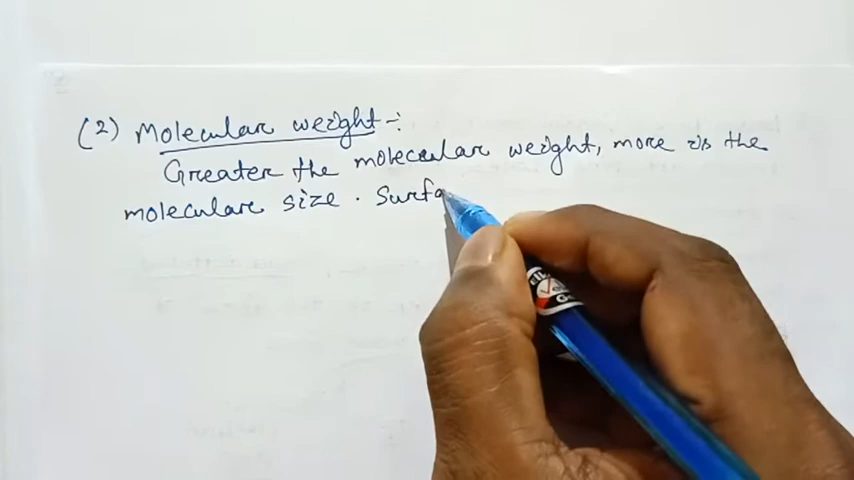 (2) Molecular weight -:
Greater the molecular weight, more is the
molecular size. Surfa